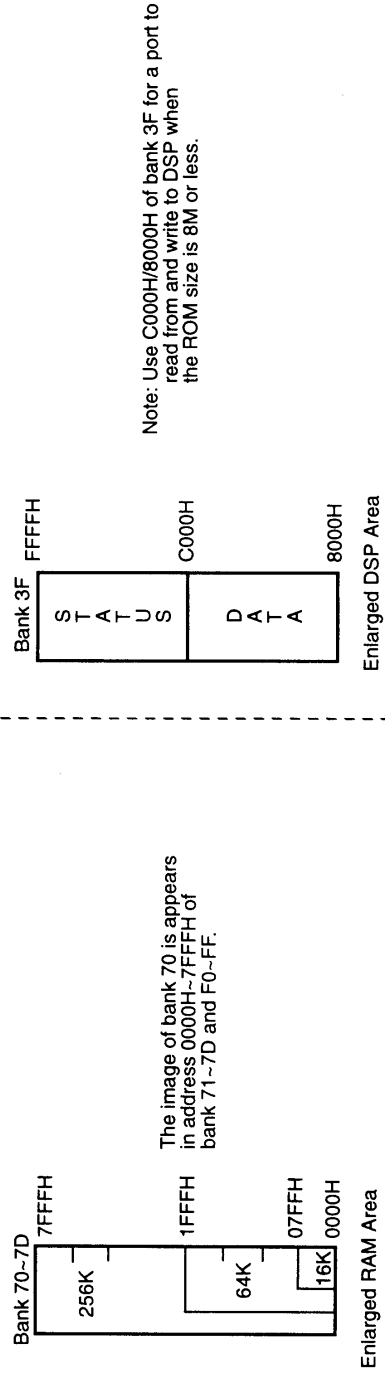 Bank 70~7D
7FFFH
256K
1FFFH
64K
07FFH
16K
0000H
The image of bank 70 is appears
in address 0000H~7FFFH of
bank 71~7D and F0~FF.
Enlarged RAM Area
Bank 3F
FFFFH
STATUS
C000H
DATA
8000H
Enlarged DSP Area
Note: Use C000H/8000H of bank 3F for a port to
read from and write to DSP when
the ROM size is 8M or less.